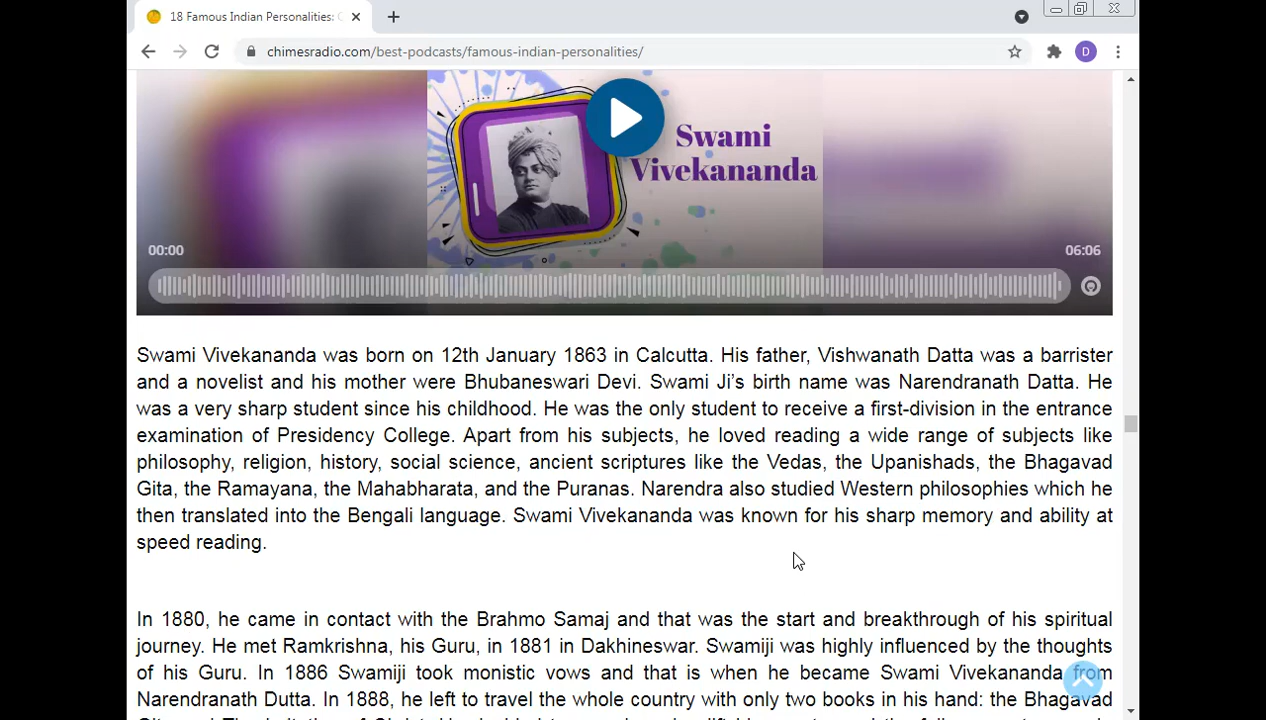 18 Famous Indian Personalities:
chimesradio.com/best-podcasts/famous-indian-personalities/
D
Swami
Vivekananda
00:00
06:06
Swami Vivekananda was born on 12th January 1863 in Calcutta. His father, Vishwanath Datta was a barrister
and a novelist and his mother were Bhubaneswari Devi. Swami Ji’s birth name was Narendranath Datta. He
was a very sharp student since his childhood. He was the only student to receive a first-division in the entrance
examination of Presidency College. Apart from his subjects, he loved reading a wide range of subjects like
philosophy, religion, history, social science, ancient scriptures like the Vedas, the Upanishads, the Bhagavad
Gita, the Ramayana, the Mahabharata, and the Puranas. Narendra also studied Western philosophies which he
then translated into the Bengali language. Swami Vivekananda was known for his sharp memory and ability at
speed reading.
In 1880, he came in contact with the Brahmo Samaj and that was the start and breakthrough of his spiritual
journey. He met Ramkrishna, his Guru, in 1881 in Dakhineswar. Swamiji was highly influenced by the thoughts
of his Guru. In 1886 Swamiji took monistic vows and that is when he became Swami Vivekananda from
Narendranath Dutta. In 1888, he left to travel the whole country with only two books in his hand: the Bhagavad